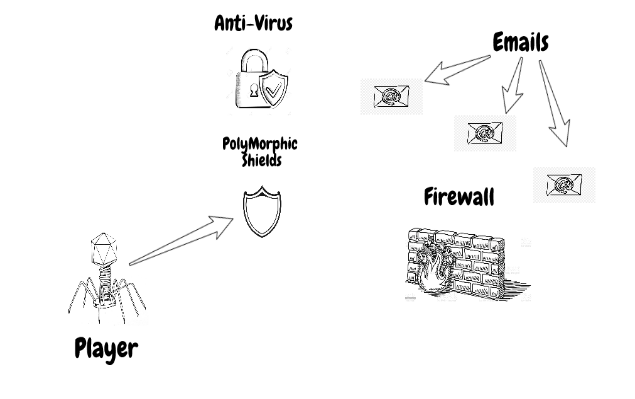 Anti-Virus
Emails
PolyMorphic
Shields
Firewall
Player